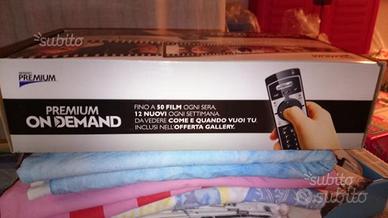 subito
PREMIUM
PREMIUM
ON DEMAND
FINO A 50 FILM OGNI SERA.
12 NUOVI OGNI SETTIMANA.
DA VEDERE COME E QUANDO VUOI TU
INCLUSI NELL'OFFERTA GALLERY.
subito
subito